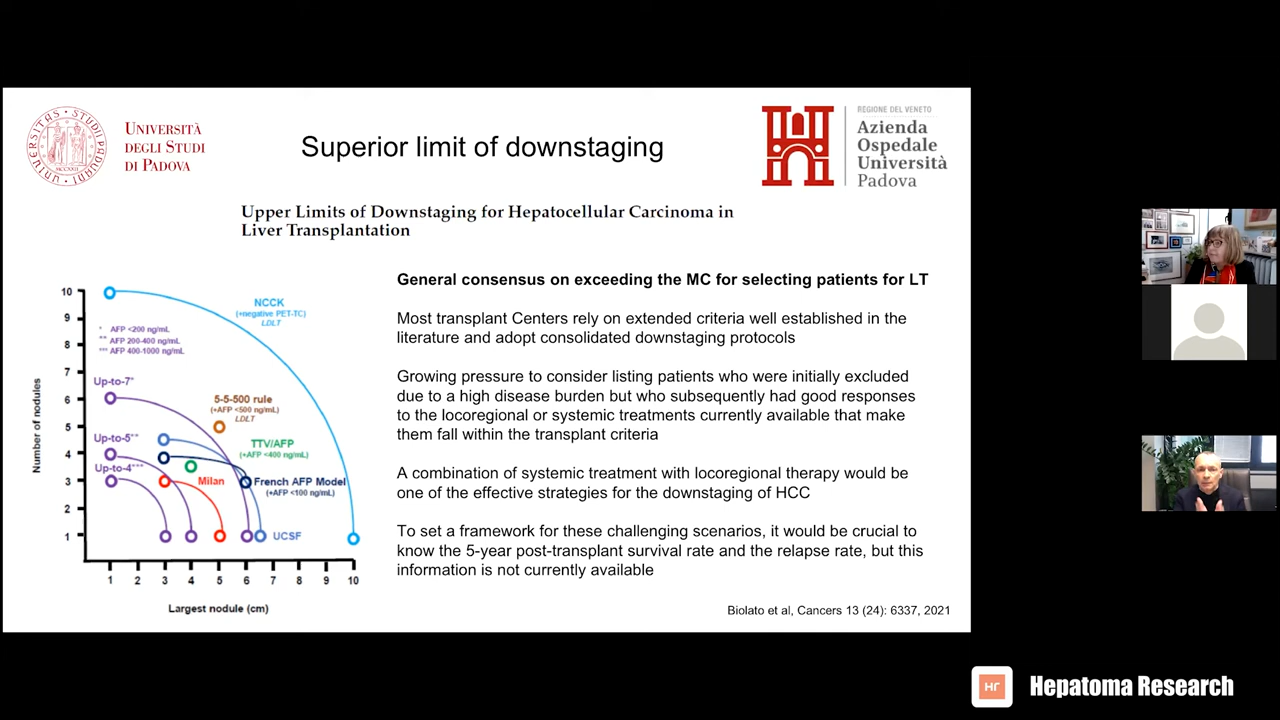 UNIVERSITÀ
DEGLI STUDI
DI PADOVA
Superior limit of downstaging
REGIONE DEL VENETO
Azienda
Ospedale
Università
Padova
Upper Limits of Downstaging for Hepatocellular Carcinoma in
Liver Transplantation
Number of nodules
10
9
8
7
6
5
4
3
2
1
NCCK
(+negative PET-TC)
LDLT
* AFP <200 ng/mL
** AFP 200-400 ng/mL
*** AFP 400-1000 ng/mL
Up-to-7*
5-5-500 rule
(+AFP <500 ng/mL)
LDLT
Up-to-5**
TTV/AFP
(+AFP <400 ng/mL)
Up-to-4***
Milan
French AFP Model
(+AFP <100 ng/mL)
UCSF
1 2 3 4 5 6 7 8 9 10
Largest nodule (cm)
General consensus on exceeding the MC for selecting patients for LT
Most transplant Centers rely on extended criteria well established in the
literature and adopt consolidated downstaging protocols
Growing pressure to consider listing patients who were initially excluded
due to a high disease burden but who subsequently had good responses
to the locoregional or systemic treatments currently available that make
them fall within the transplant criteria
A combination of systemic treatment with locoregional therapy would be
one of the effective strategies for the downstaging of HCC
To set a framework for these challenging scenarios, it would be crucial to
know the 5-year post-transplant survival rate and the relapse rate, but this
information is not currently available
Biolato et al, Cancers 13 (24): 6337, 2021
Hr
Hepatoma Research